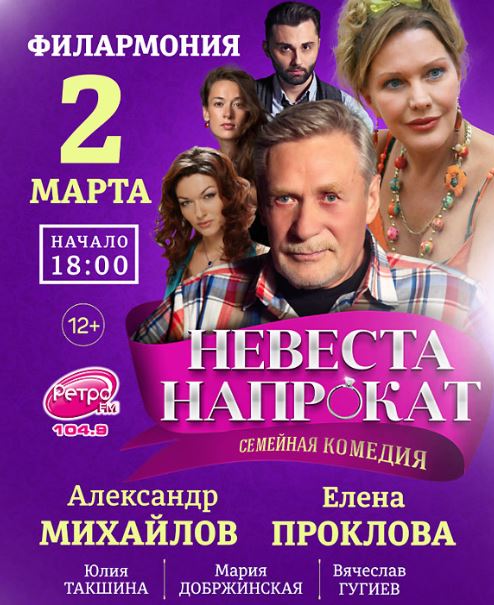 ФИЛАРМОНИЯ
2
МАРТА
НАЧАЛО
18:00
12+
Ретро
FM
104.8
НЕВЕСТА
НАПРОКАТ
СЕМЕЙНАЯ КОМЕДИЯ
Александр
МИХАЙЛОВ
Елена
ПРОКЛОВА
Юлия
ТАКШИНА
Мария
ДОБРЖИНСКАЯ
Вячеслав
ГУГИЕВ